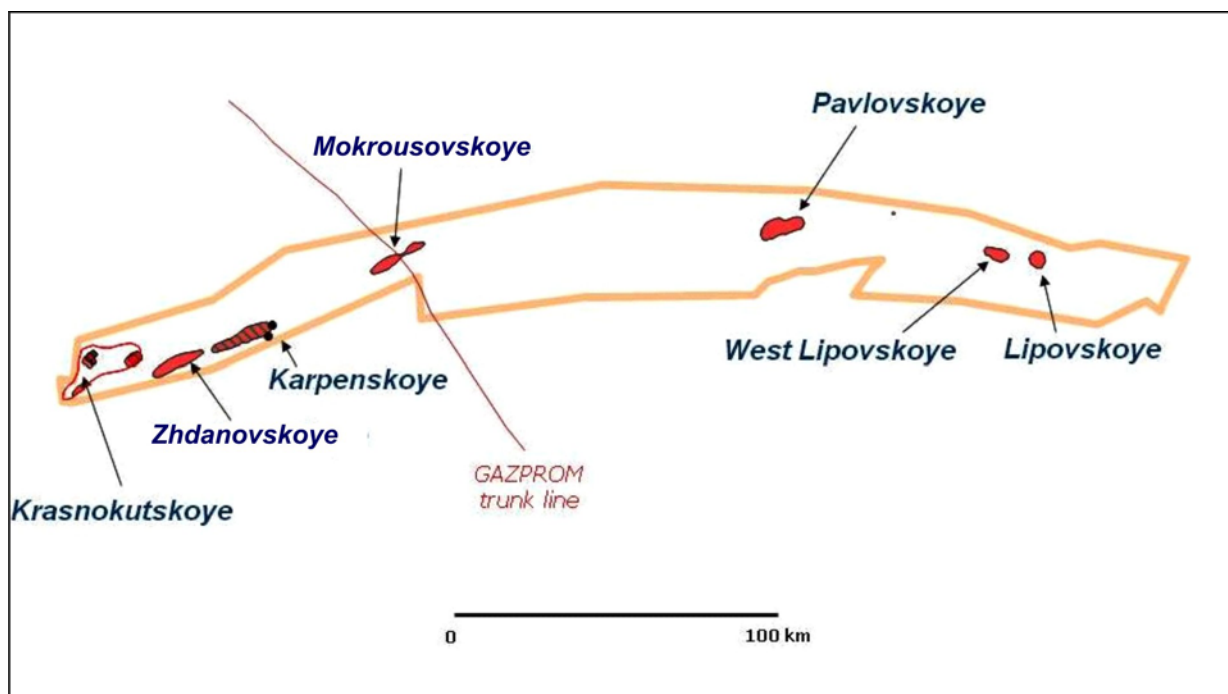 Pavlovskoye
Mokrousovskoye
West Lipovskoye
Lipovskoye
Karpenskoye
Zhdanovskoye
GAZPROM
trunk line
Krasnokutskoye
0
100 km